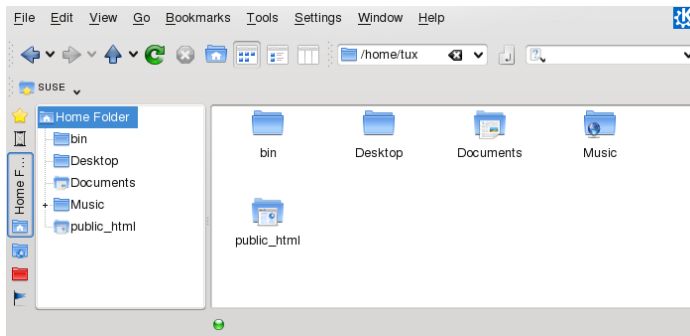 File Edit View Go Bookmarks Tools Settings Window Help
/home/tux
SUSE
Home F...
Home Folder
bin
Desktop
Documents
Music
public_html
bin Desktop Documents Music
public_html